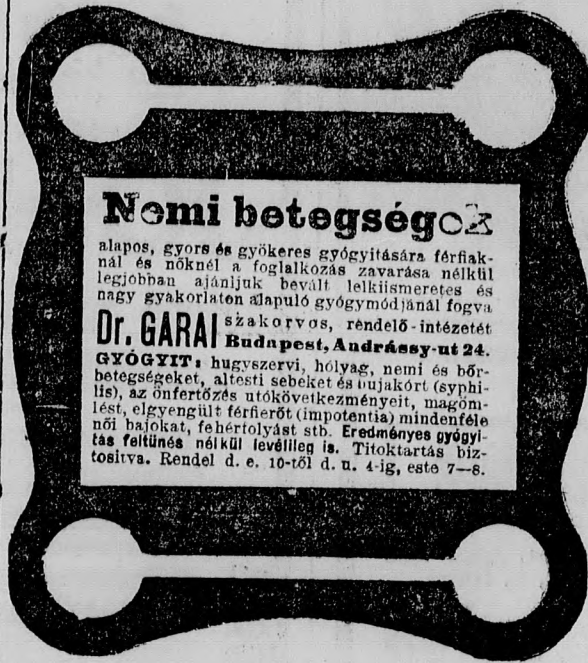 Nemi betegségek
alapos, gyors és gyökeres gyógyitására férfiak-
nál és nőknél a foglalkozás zavarása nélkül
legjobban ajánljuk bevált lelkiismeretes és
nagy gyakorlaton alapuló gyógymódjánál fogva
Dr. GARAI szakorvos, rendelő-intézetét
Budapest, Andrássy-ut 24.
GYÓGYIT: hugyszervi, hólyag, nemi és bőr-
betegségeket, altesti sebeket és bujakórt (syphi-
lis), az önfertőzés utókövetkezményeit, magöm-
lést, elgyengült férfierőt (impotentia) mindenféle
női bajokat, fehérfolyást stb. Eredményes gyógyi-
tás feltünés nélkül levélileg is. Titoktartás biz-
tositva. Rendel d. e. 10-től d. u. 4-ig, este 7—8.